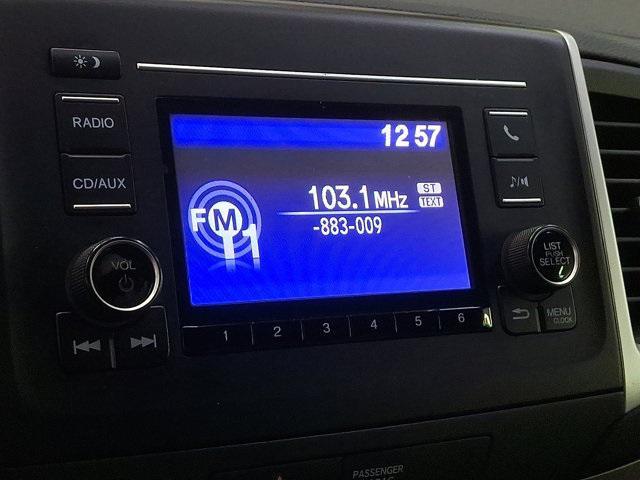 RADIO
CD/AUX
VOL
12 57
FM 1
103.1 MHz
ST
TEXT
-883-009
LIST
PUSH
SELECT
MENU
CLOCK
1 2 3 4 5 6
PASSENGER